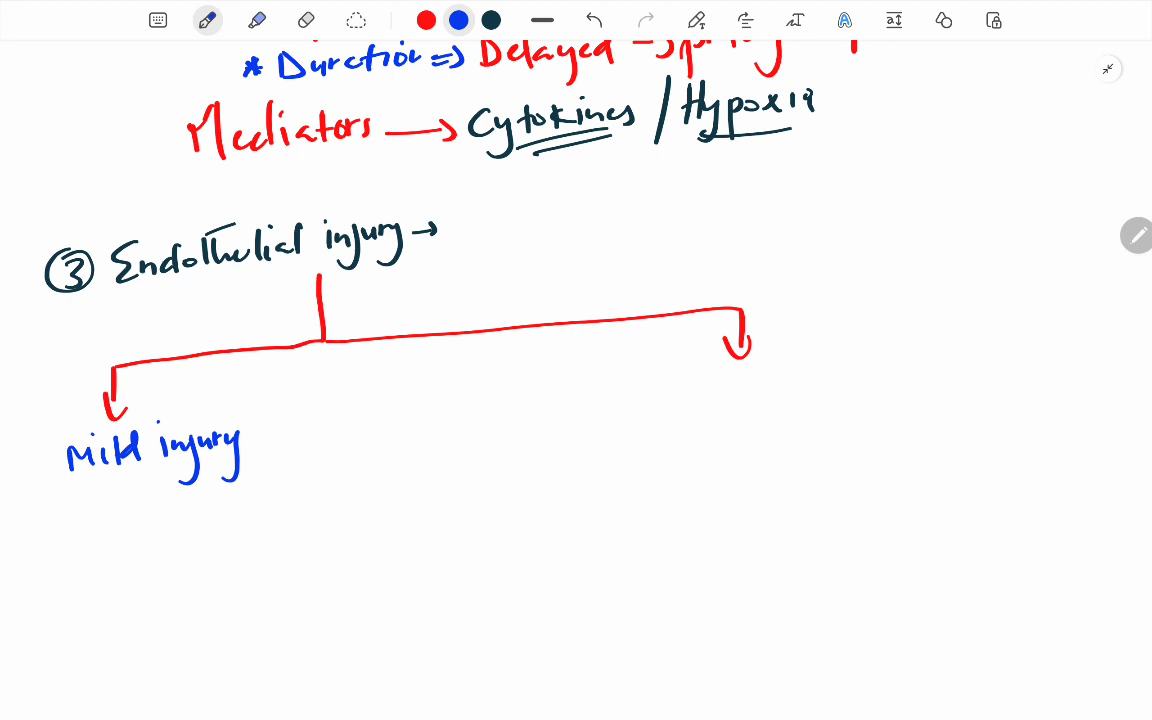 * Duration => Delayed
Mediators → Cytokines / Hypoxia
③ Endothelial injury →
Mild injury